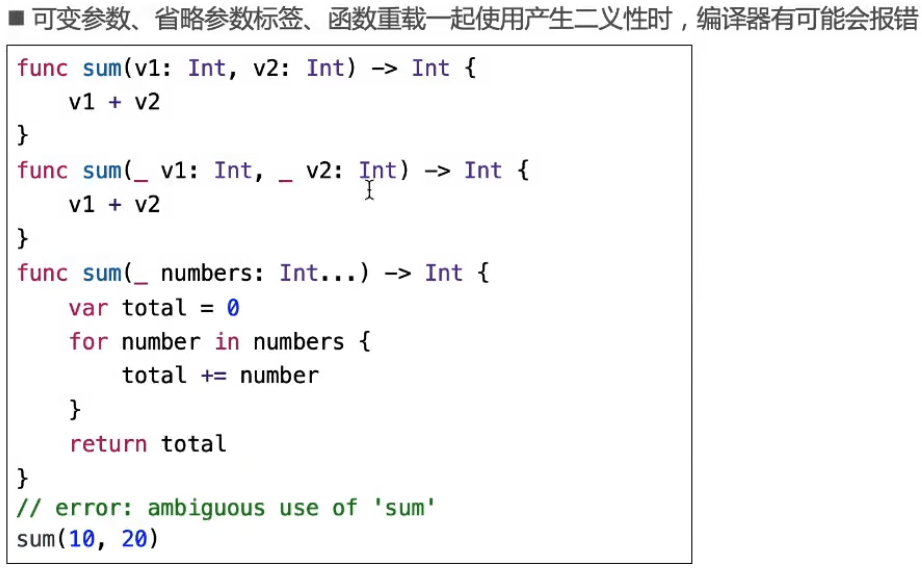 ■ 可变参数、省略参数标签、函数重载一起使用产生二义性时，编译器有可能会报错
func sum(v1: Int, v2: Int) -> Int {
    v1 + v2
}
func sum(_ v1: Int, _ v2: Int) -> Int {
    v1 + v2
}
func sum(_ numbers: Int...) -> Int {
    var total = 0
    for number in numbers {
        total += number
    }
    return total
}
// error: ambiguous use of 'sum'
sum(10, 20)